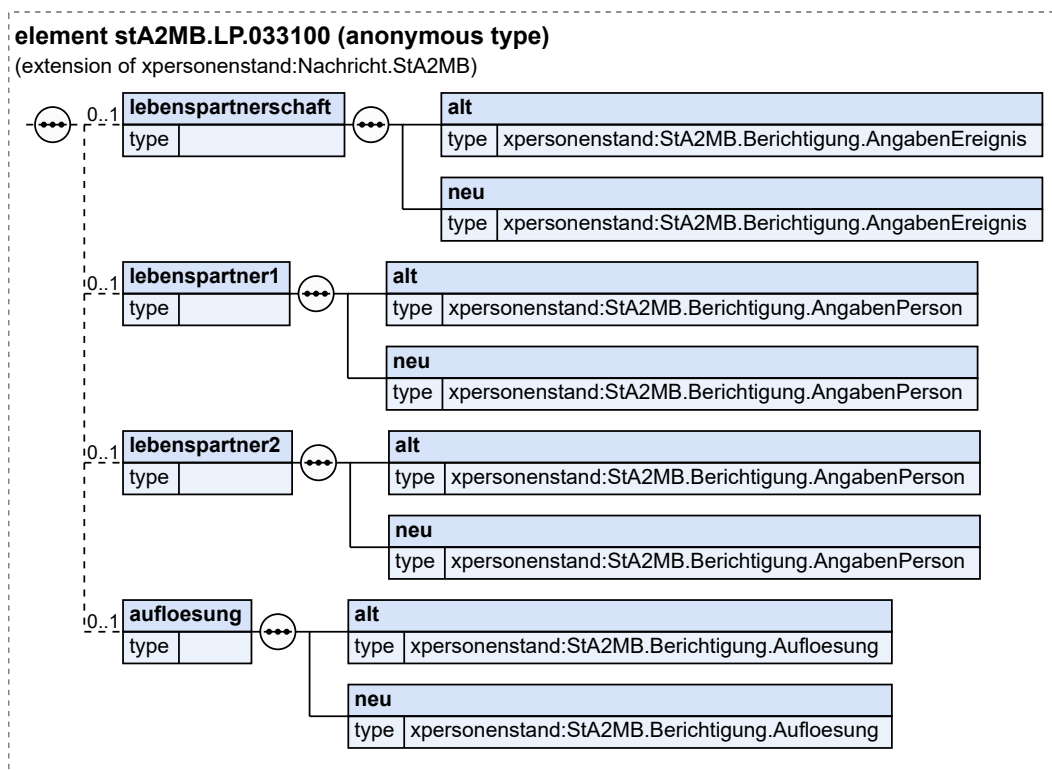 element stA2MB.LP.033100 (anonymous type)
(extension of xpersonenstand:Nachricht.StA2MB)
0..1 lebenspartnerschaft
type
alt
type xpersonenstand:StA2MB.Berichtigung.AngabenEreignis
neu
type xpersonenstand:StA2MB.Berichtigung.AngabenEreignis
0..1 lebenspartner1
type
alt
type xpersonenstand:StA2MB.Berichtigung.AngabenPerson
neu
type xpersonenstand:StA2MB.Berichtigung.AngabenPerson
0..1 lebenspartner2
type
alt
type xpersonenstand:StA2MB.Berichtigung.AngabenPerson
neu
type xpersonenstand:StA2MB.Berichtigung.AngabenPerson
0..1 aufloesung
type
alt
type xpersonenstand:StA2MB.Berichtigung.Aufloesung
neu
type xpersonenstand:StA2MB.Berichtigung.Aufloesung